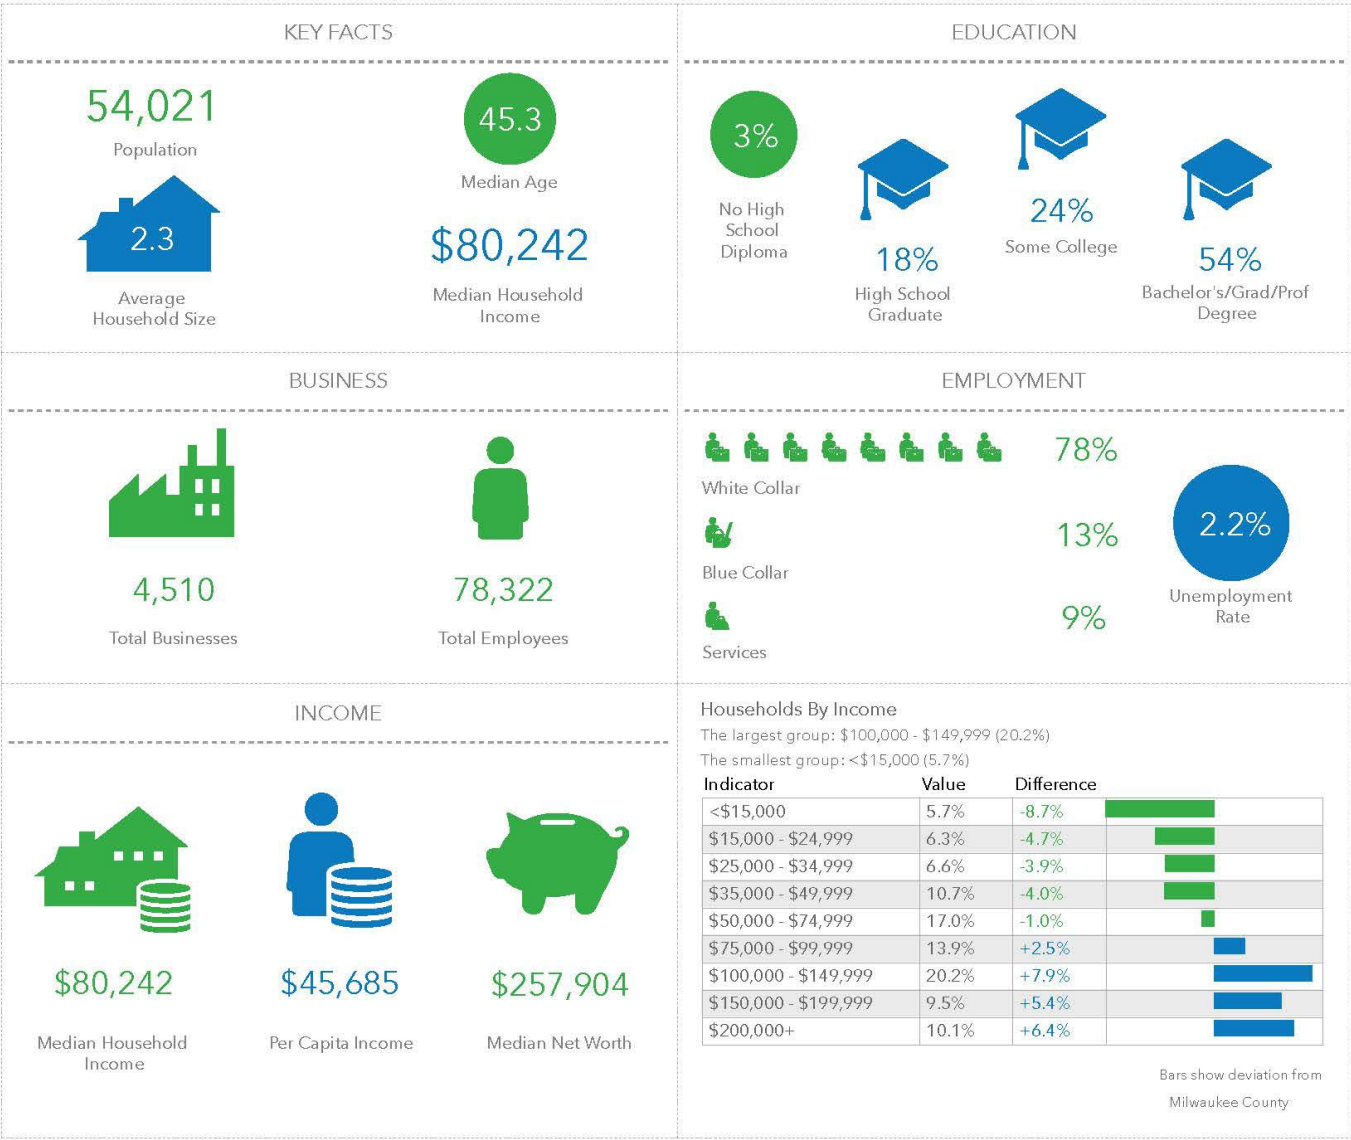 KEY FACTS
54,021
Population
45.3
Median Age
2.3
Average
Household Size
$80,242
Median Household
Income
EDUCATION
3%
No High
School
Diploma
18%
High School
Graduate
24%
Some College
54%
Bachelor's/Grad/Prof
Degree
BUSINESS
4,510
Total Businesses
78,322
Total Employees
EMPLOYMENT
78%
White Collar
13%
Blue Collar
9%
Services
2.2%
Unemployment
Rate
INCOME
$80,242
Median Household
Income
$45,685
Per Capita Income
$257,904
Median Net Worth
Households By Income
The largest group: $100,000 - $149,999 (20.2%)
The smallest group: <$15,000 (5.7%)
Indicator Value Difference
<$15,000 5.7% -8.7%
$15,000 - $24,999 6.3% -4.7%
$25,000 - $34,999 6.6% -3.9%
$35,000 - $49,999 10.7% -4.0%
$50,000 - $74,999 17.0% -1.0%
$75,000 - $99,999 13.9% +2.5%
$100,000 - $149,999 20.2% +7.9%
$150,000 - $199,999 9.5% +5.4%
$200,000+ 10.1% +6.4%
Bars show deviation from
Milwaukee County